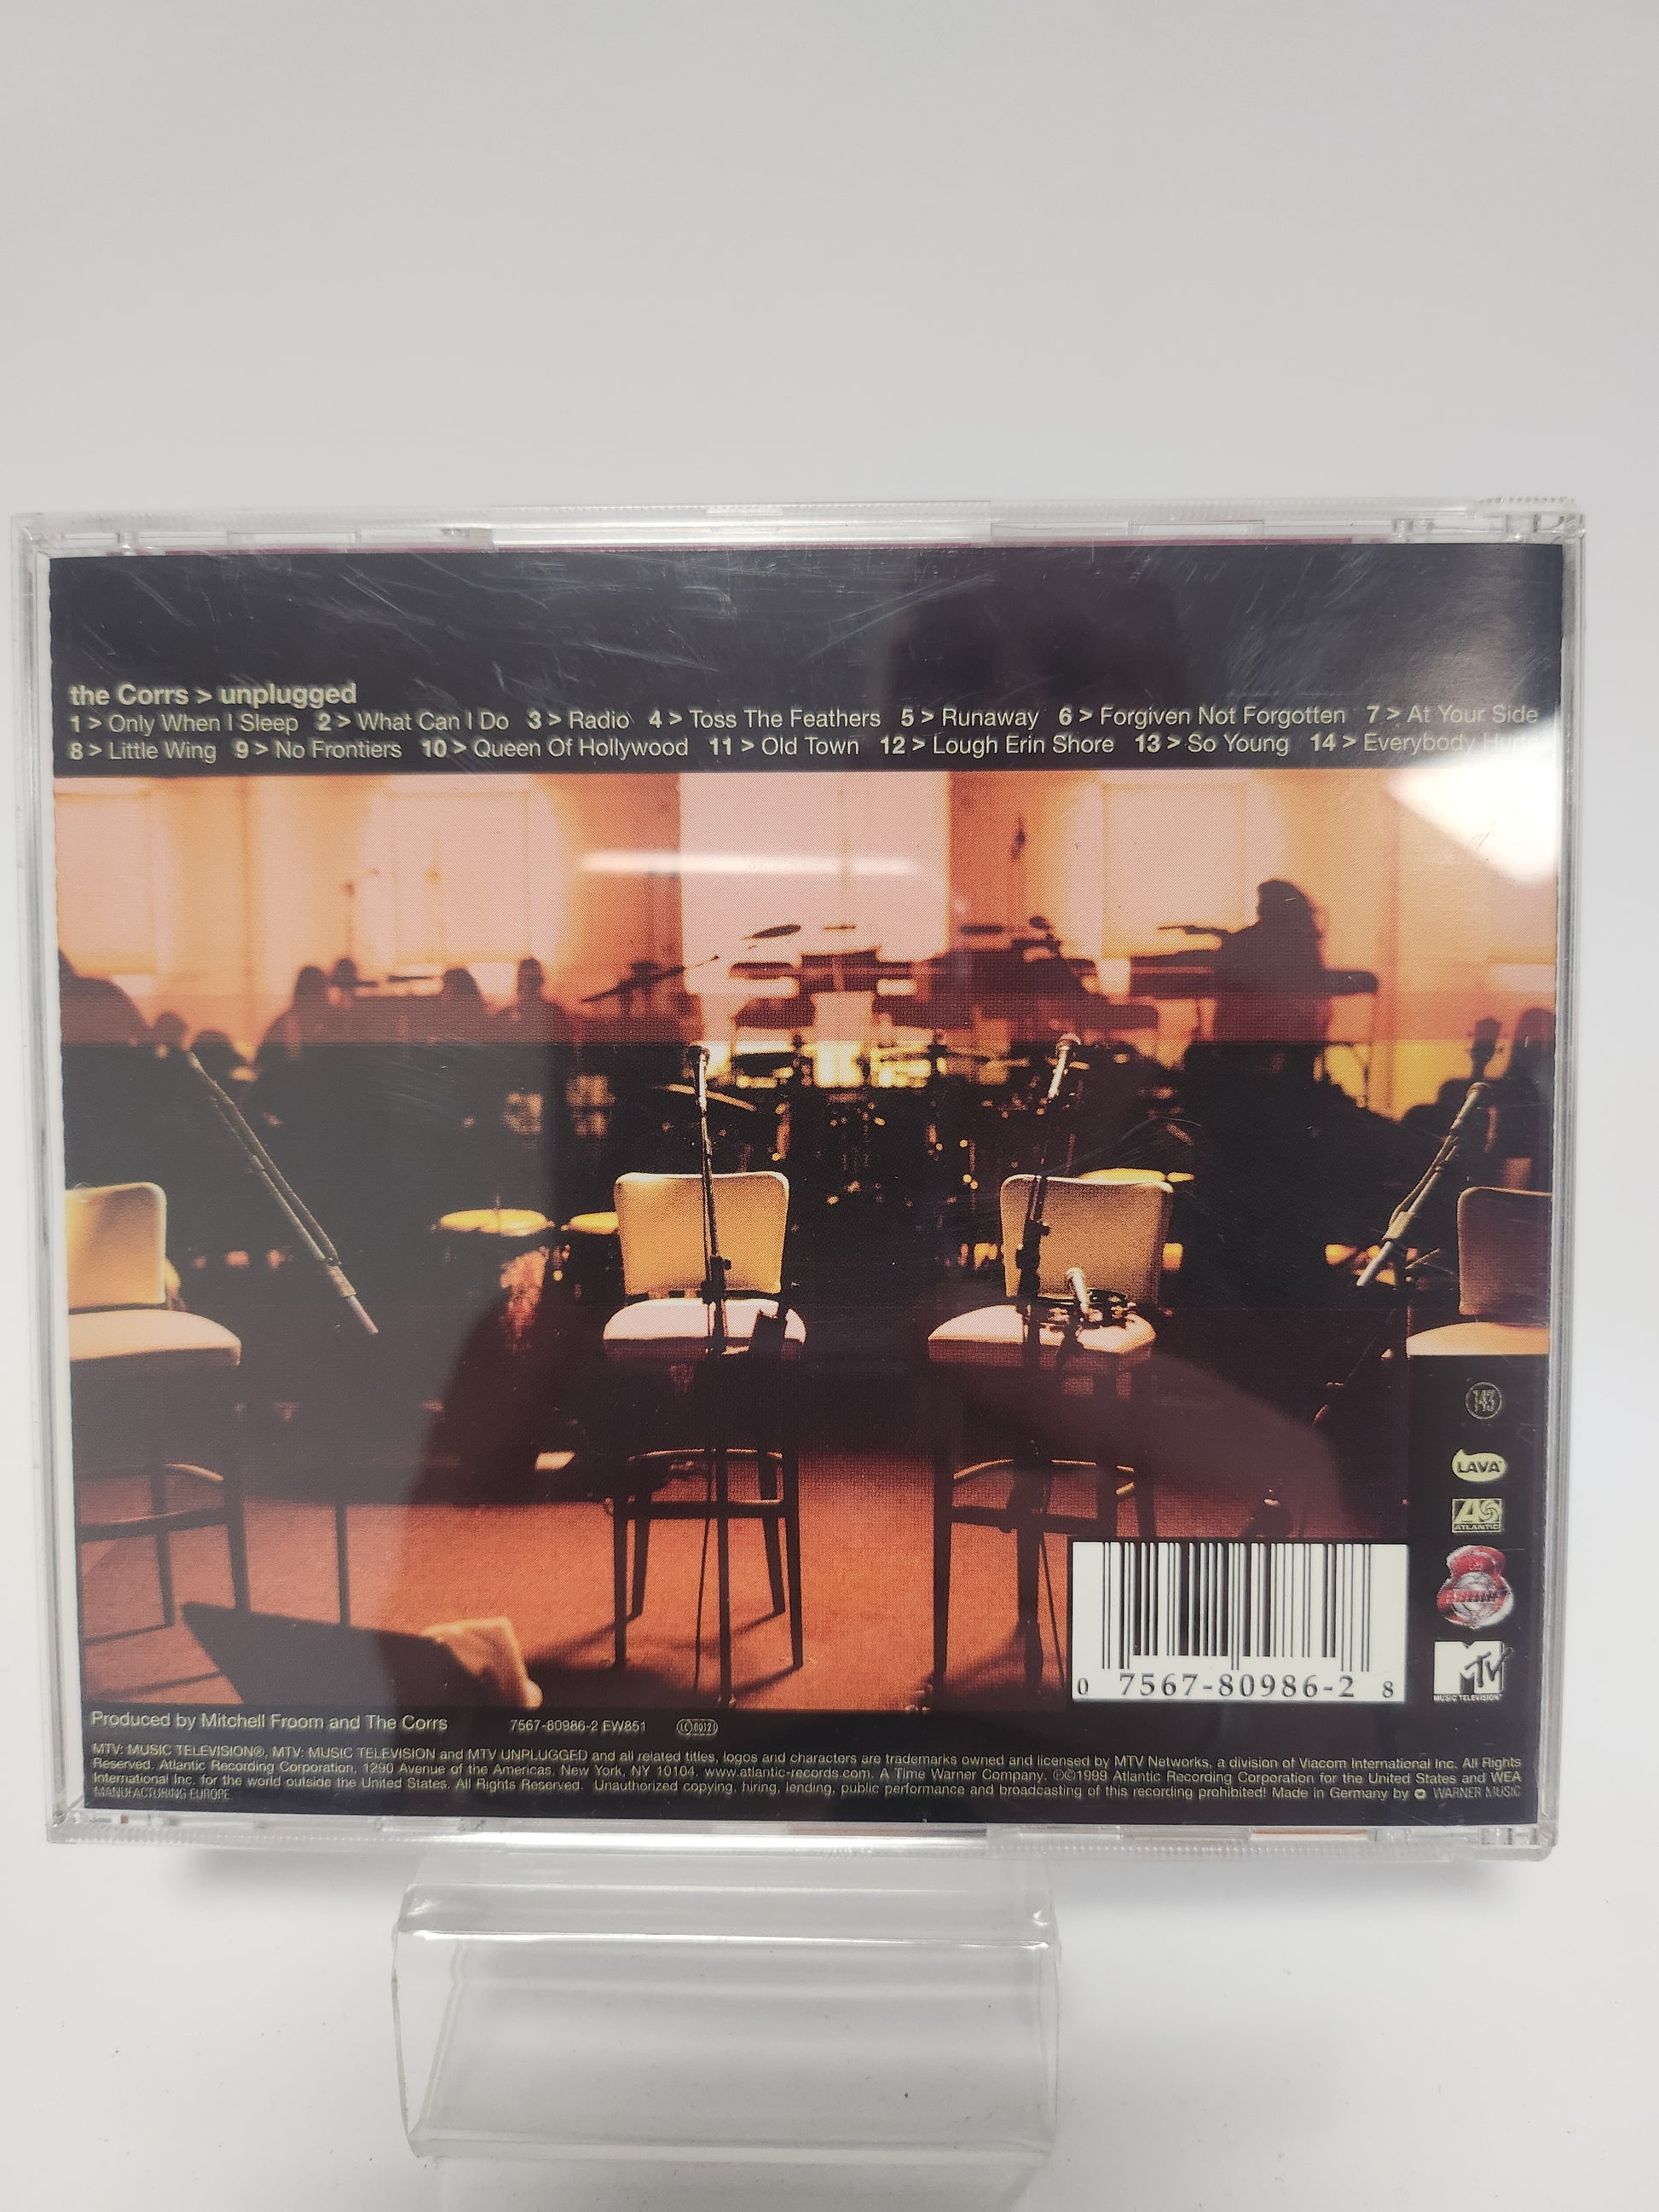 the Corrs > unplugged
1 > Only When I Sleep 2 > What Can I Do 3 > Radio 4 > Toss The Feathers 5 > Runaway 6 > Forgiven Not Forgotten 7 > At Your Side
8 > Little Wing 9 > No Frontiers 10 > Queen Of Hollywood 11 > Old Town 12 > Lough Erin Shore 13 > So Young 14 > Everybody Hurts
143
LAVA
ATLANTIC
MTV
MUSIC TELEVISION
0 7567-80986-2 8
Produced by Mitchell Froom and The Corrs 7567-80986-2 EW851 LC 00121
MTV: MUSIC TELEVISION®, MTV: MUSIC TELEVISION and MTV UNPLUGGED and all related titles, logos and characters are trademarks owned and licensed by MTV Networks, a division of Viacom International Inc. All Rights
Reserved. Atlantic Recording Corporation, 1290 Avenue of the Americas, New York, NY 10104. www.atlantic-records.com. A Time Warner Company. ℗©1999 Atlantic Recording Corporation for the United States and WEA
International Inc. for the world outside the United States. All Rights Reserved. Unauthorized copying, hiring, lending, public performance and broadcasting of this recording prohibited! Made in Germany by WARNER MUSIC
MANUFACTURING EUROPE.